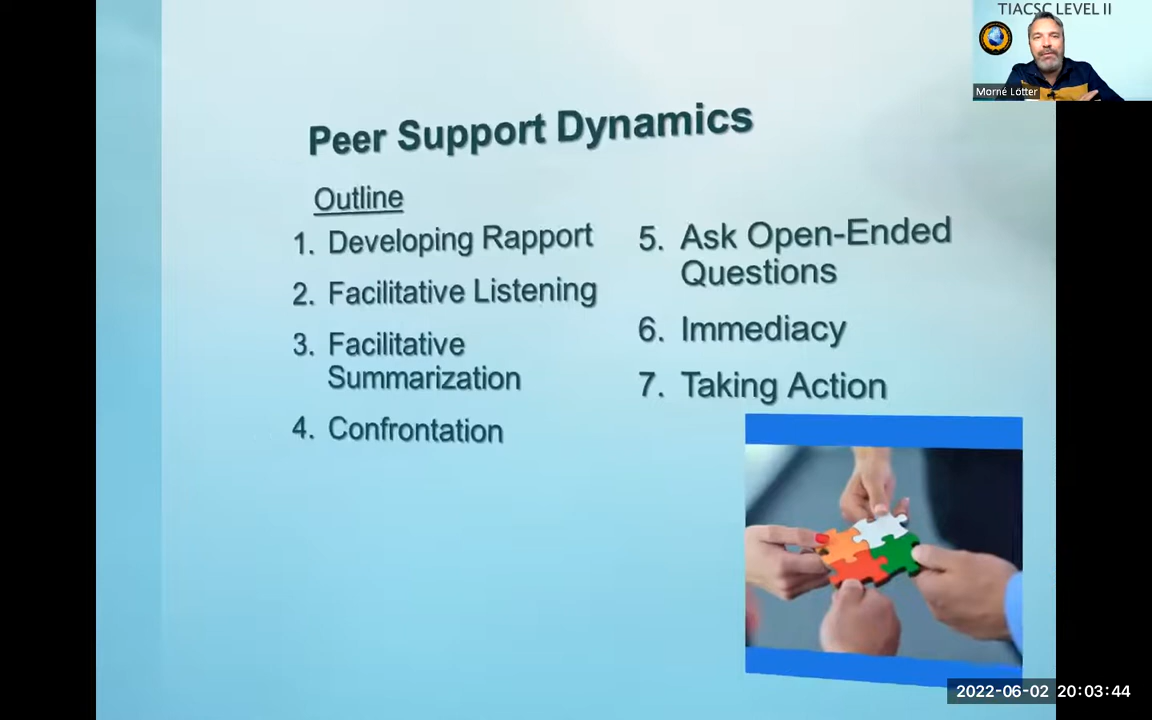 TIACSC LEVEL II
Morné Lötter
Peer Support Dynamics
Outline
1. Developing Rapport
2. Facilitative Listening
3. Facilitative
Summarization
4. Confrontation
5. Ask Open-Ended
Questions
6. Immediacy
7. Taking Action
2022-06-02 20:03:44